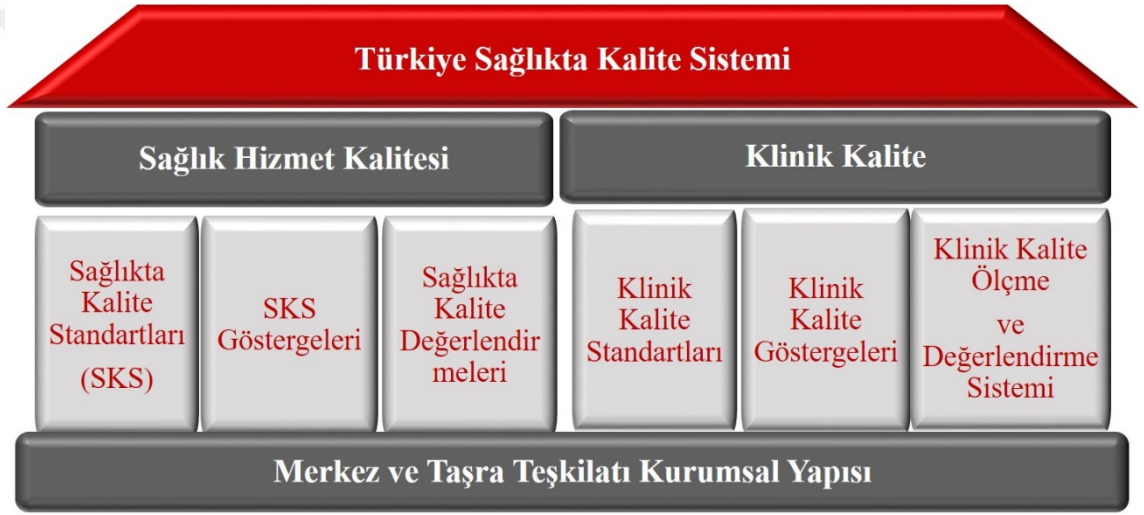 Türkiye Sağlıkta Kalite Sistemi
Sağlık Hizmet Kalitesi
Klinik Kalite
Sağlıkta
Kalite
Standartları
(SKS)
SKS
Göstergeleri
Sağlıkta
Kalite
Değerlendir
meleri
Klinik
Kalite
Standartları
Klinik
Kalite
Göstergeleri
Klinik Kalite
Ölçme
ve
Değerlendirme
Sistemi
Merkez ve Taşra Teşkilatı Kurumsal Yapısı